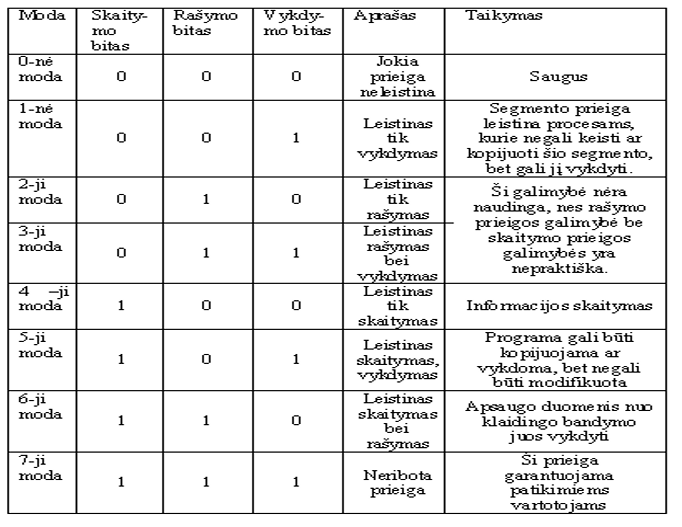 Moda
Skaity-
mo
bitas
Rašymo
bitas
Vykdy-
mo bitas
Aprašas
Taikymas
0-nė
moda
0
0
0
Jokia
prieiga
neleistina
Saugus
1-nė
moda
0
0
1
Leistinas
tik
vykdymas
Segmento prieiga
leistina procesams,
kurie negali keisti ar
kopijuoti šio segmento,
bet gali jį vykdyti.
2-ji
moda
0
1
0
Leistinas
tik
rašymas
Ši galimybė nėra
naudinga, nes rašymo
prieigos galimybė be
skaitymo prieigos
galimybės yra
nepraktiška.
3-ji
moda
0
1
1
Leistinas
rašymas
bei
vykdymas
4 –ji
moda
1
0
0
Leistinas
tik
skaitymas
Informacijos skaitymas
5-ji
moda
1
0
1
Leistinas
skaitymas,
vykdymas
Programa gali būti
kopijuojama ar
vykdoma, bet negali
būti modifikuota
6-ji
moda
1
1
0
Leistinas
skaitymas
bei
rašymas
Apsaugo duomenis nuo
klaidingo bandymo
juos vykdyti
7-ji
moda
1
1
1
Neribota
prieiga
Ši prieiga
garantuojama
patikimiems
vartotojams